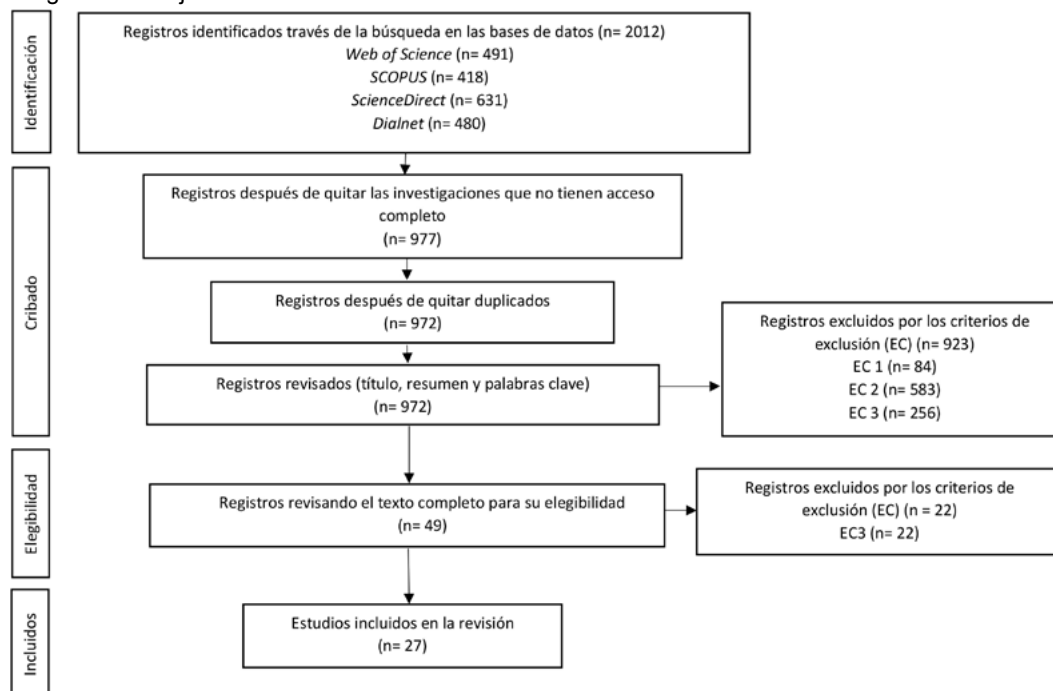 Identificación
Registros identificados través de la búsqueda en las bases de datos (n= 2012)
Web of Science (n= 491)
SCOPUS (n= 418)
ScienceDirect (n= 631)
Dialnet (n= 480)
Cribado
Registros después de quitar las investigaciones que no tienen acceso
completo
(n= 977)
Registros después de quitar duplicados
(n= 972)
Registros revisados (título, resumen y palabras clave)
(n= 972)
Registros excluidos por los criterios de
exclusión (EC) (n= 923)
EC 1 (n= 84)
EC 2 (n= 583)
EC 3 (n= 256)
Elegibilidad
Registros revisando el texto completo para su elegibilidad
(n= 49)
Registros excluidos por los criterios de
exclusión (EC) (n = 22)
EC3 (n= 22)
Incluidos
Estudios incluidos en la revisión
(n= 27)